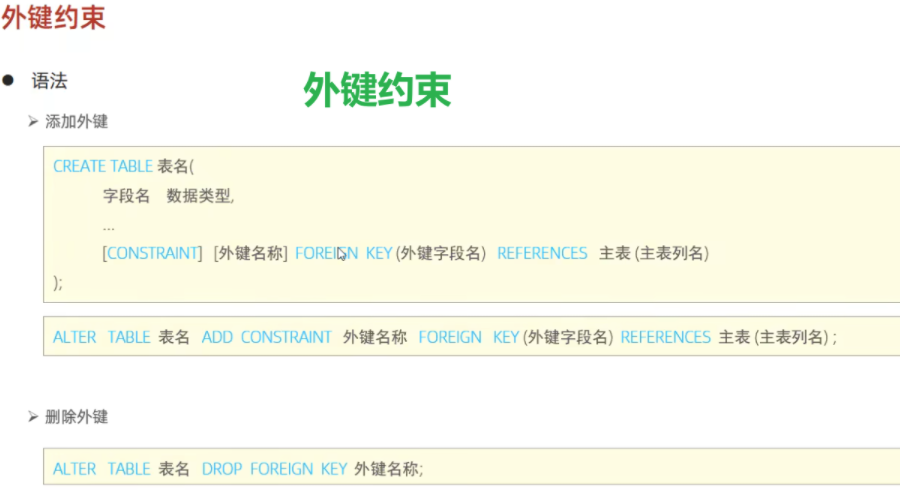 外键约束
● 语法
外键约束
➢ 添加外键
CREATE TABLE 表名(
字段名 数据类型,
...
[CONSTRAINT] [外键名称] FOREIGN KEY (外键字段名) REFERENCES 主表 (主表列名)
);
ALTER TABLE 表名 ADD CONSTRAINT 外键名称 FOREIGN KEY (外键字段名) REFERENCES 主表 (主表列名) ;
➢ 删除外键
ALTER TABLE 表名 DROP FOREIGN KEY 外键名称;